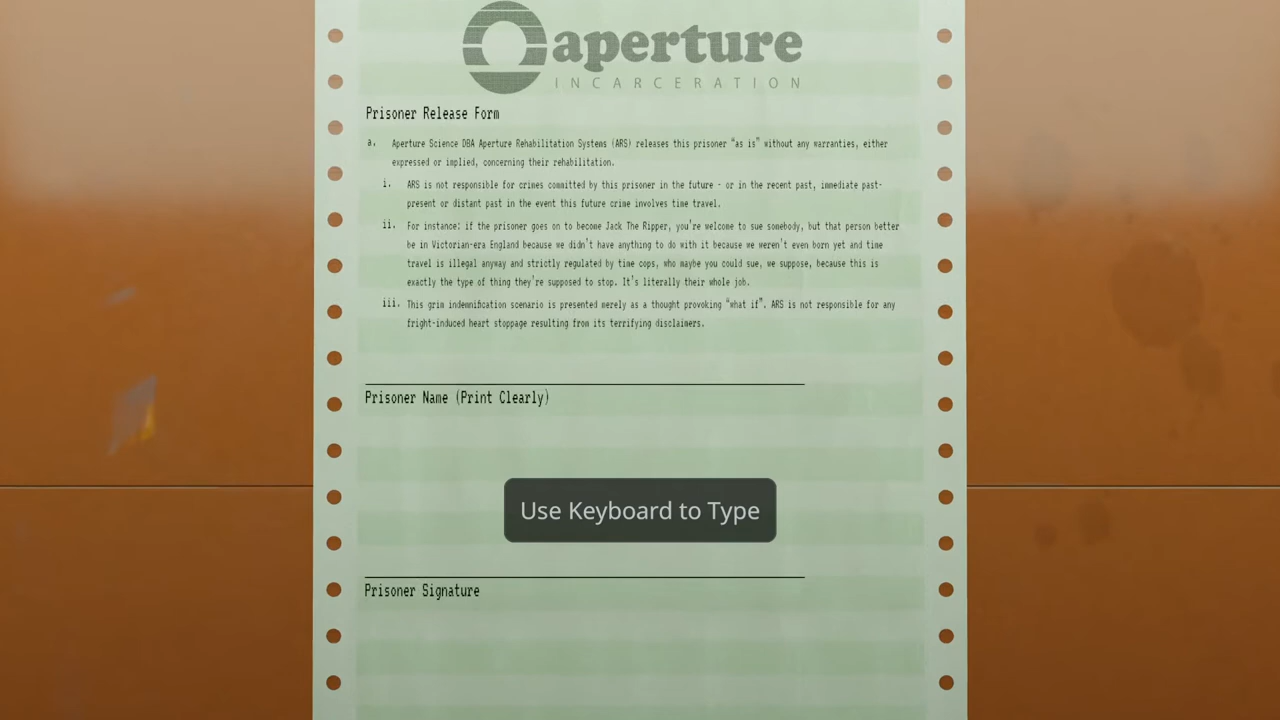 aperture
INCARCERATION
Prisoner Release Form
a. Aperture Science DBA Aperture Rehabilitation Systems (ARS) releases this prisoner "as is" without any warranties, either
expressed or implied, concerning their rehabilitation.
i. ARS is not responsible for crimes committed by this prisoner in the future - or in the recent past, immediate past-
present or distant past in the event this future crime involves time travel.
ii. For instance: if the prisoner goes on to become Jack The Ripper, you're welcome to sue somebody, but that person better
be in Victorian-era England because we didn't have anything to do with it because we weren't even born yet and time
travel is illegal anyway and strictly regulated by time cops, who maybe you could sue, we suppose, because this is
exactly the type of thing they're supposed to stop. It's literally their whole job.
iii. This grim indemnification scenario is presented merely as a thought provoking "what if". ARS is not responsible for any
fright-induced heart stoppage resulting from its terrifying disclaimers.
Prisoner Name (Print Clearly)
Use Keyboard to Type
Prisoner Signature